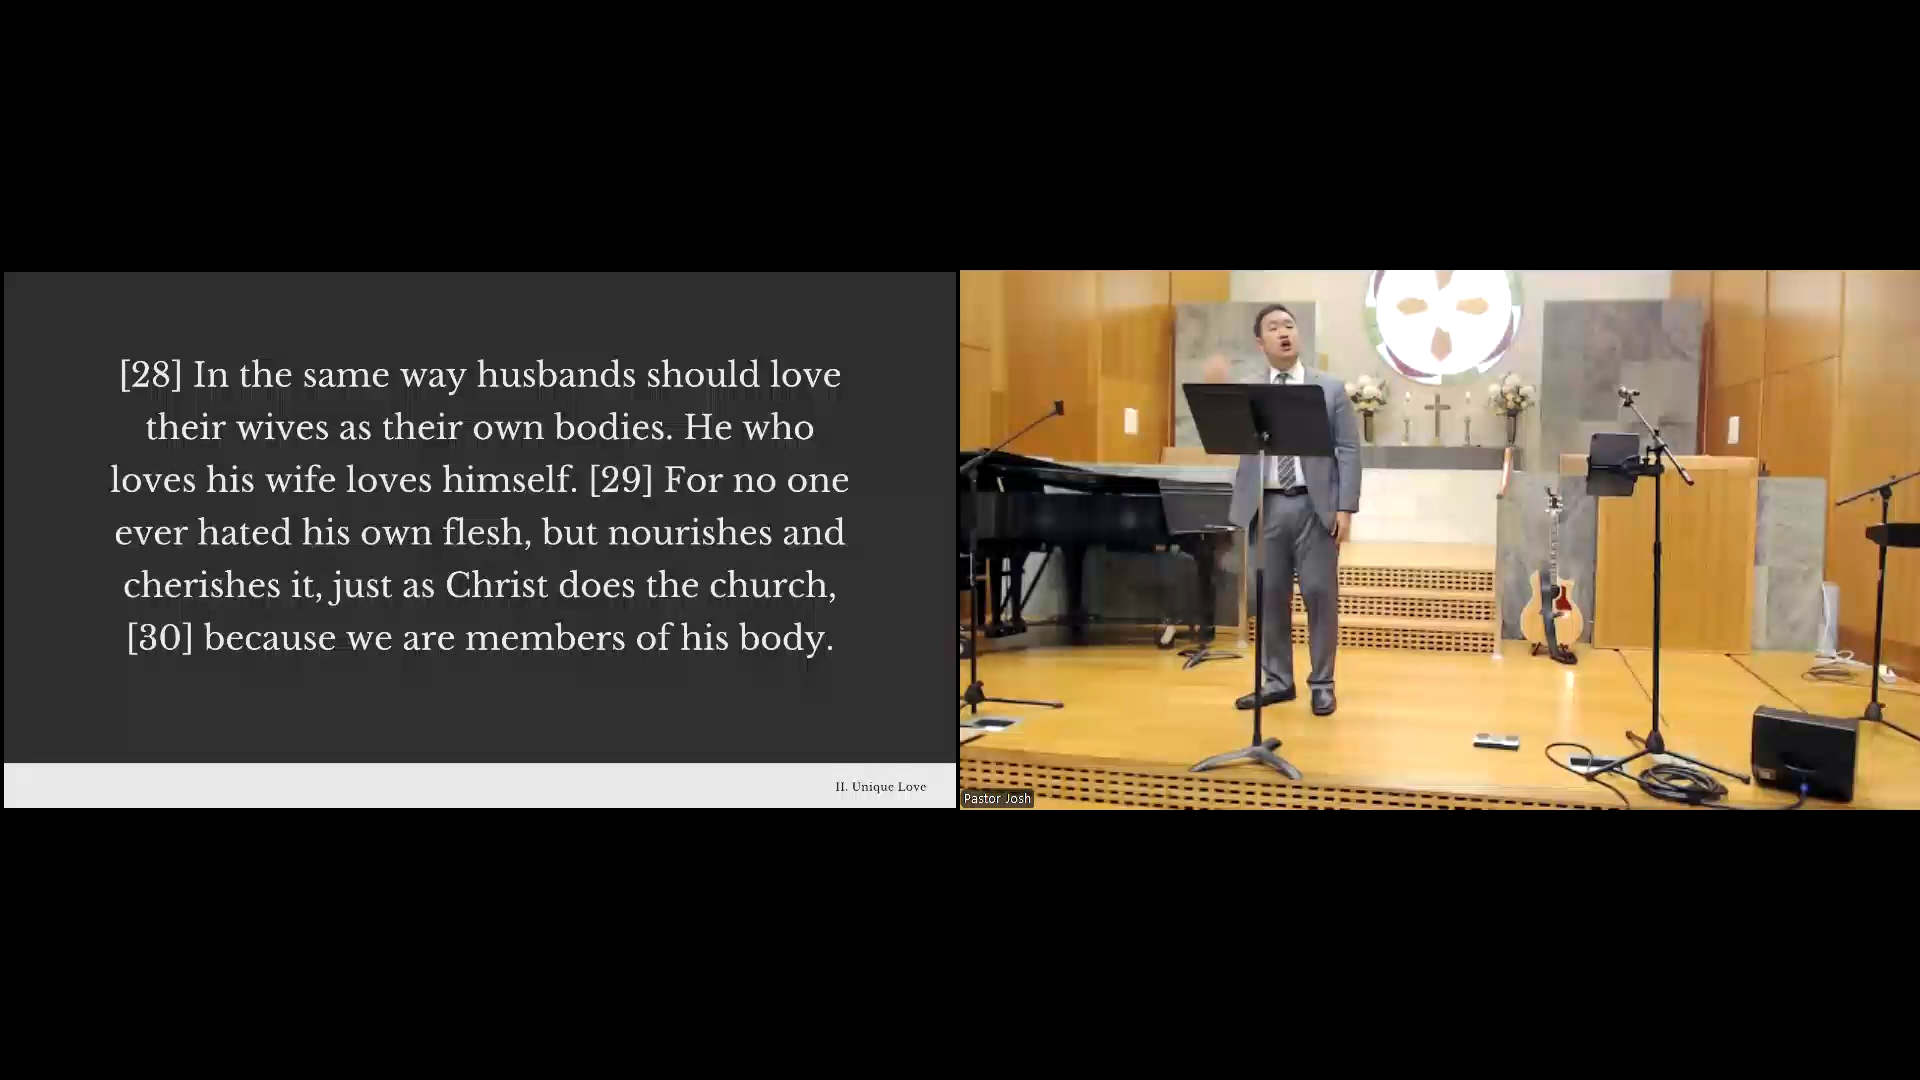 [28] In the same way husbands should love
their wives as their own bodies. He who
loves his wife loves himself. [29] For no one
ever hated his own flesh, but nourishes and
cherishes it, just as Christ does the church,
[30] because we are members of his body.
II. Unique Love
Pastor Josh